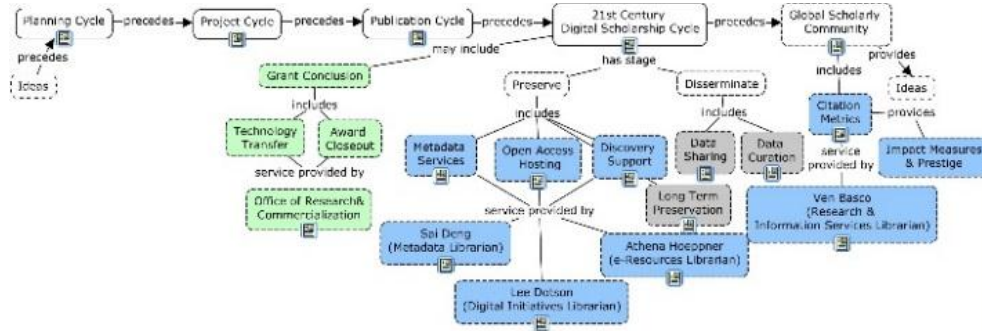 Planning Cycle
precedes
Project Cycle
precedes
Publication Cycle
precedes
21st Century
Digital Scholarship Cycle
precedes
Global Scholarly
Community
precedes
Ideas
may include
has stage
includes
provides
Ideas
Grant Conclusion
includes
Technology
Transfer
Award
Closeout
service provided by
Office of Research&
Commercialization
Preserve
includes
Disserminate
includes
Metadata
Services
Open Access
Hosting
Discovery
Support
Data
Sharing
Data
Curation
Long Term
Preservation
service provided by
Sai Deng
(Metadata Librarian)
Lee Dotson
(Digital Initiatives Librarian)
Athena Hoeppner
(e-Resources Librarian)
Citation
Metrics
provides
Impact Measures
& Prestige
service
provided by
Ven Basco
(Research &
Information Services Librarian)